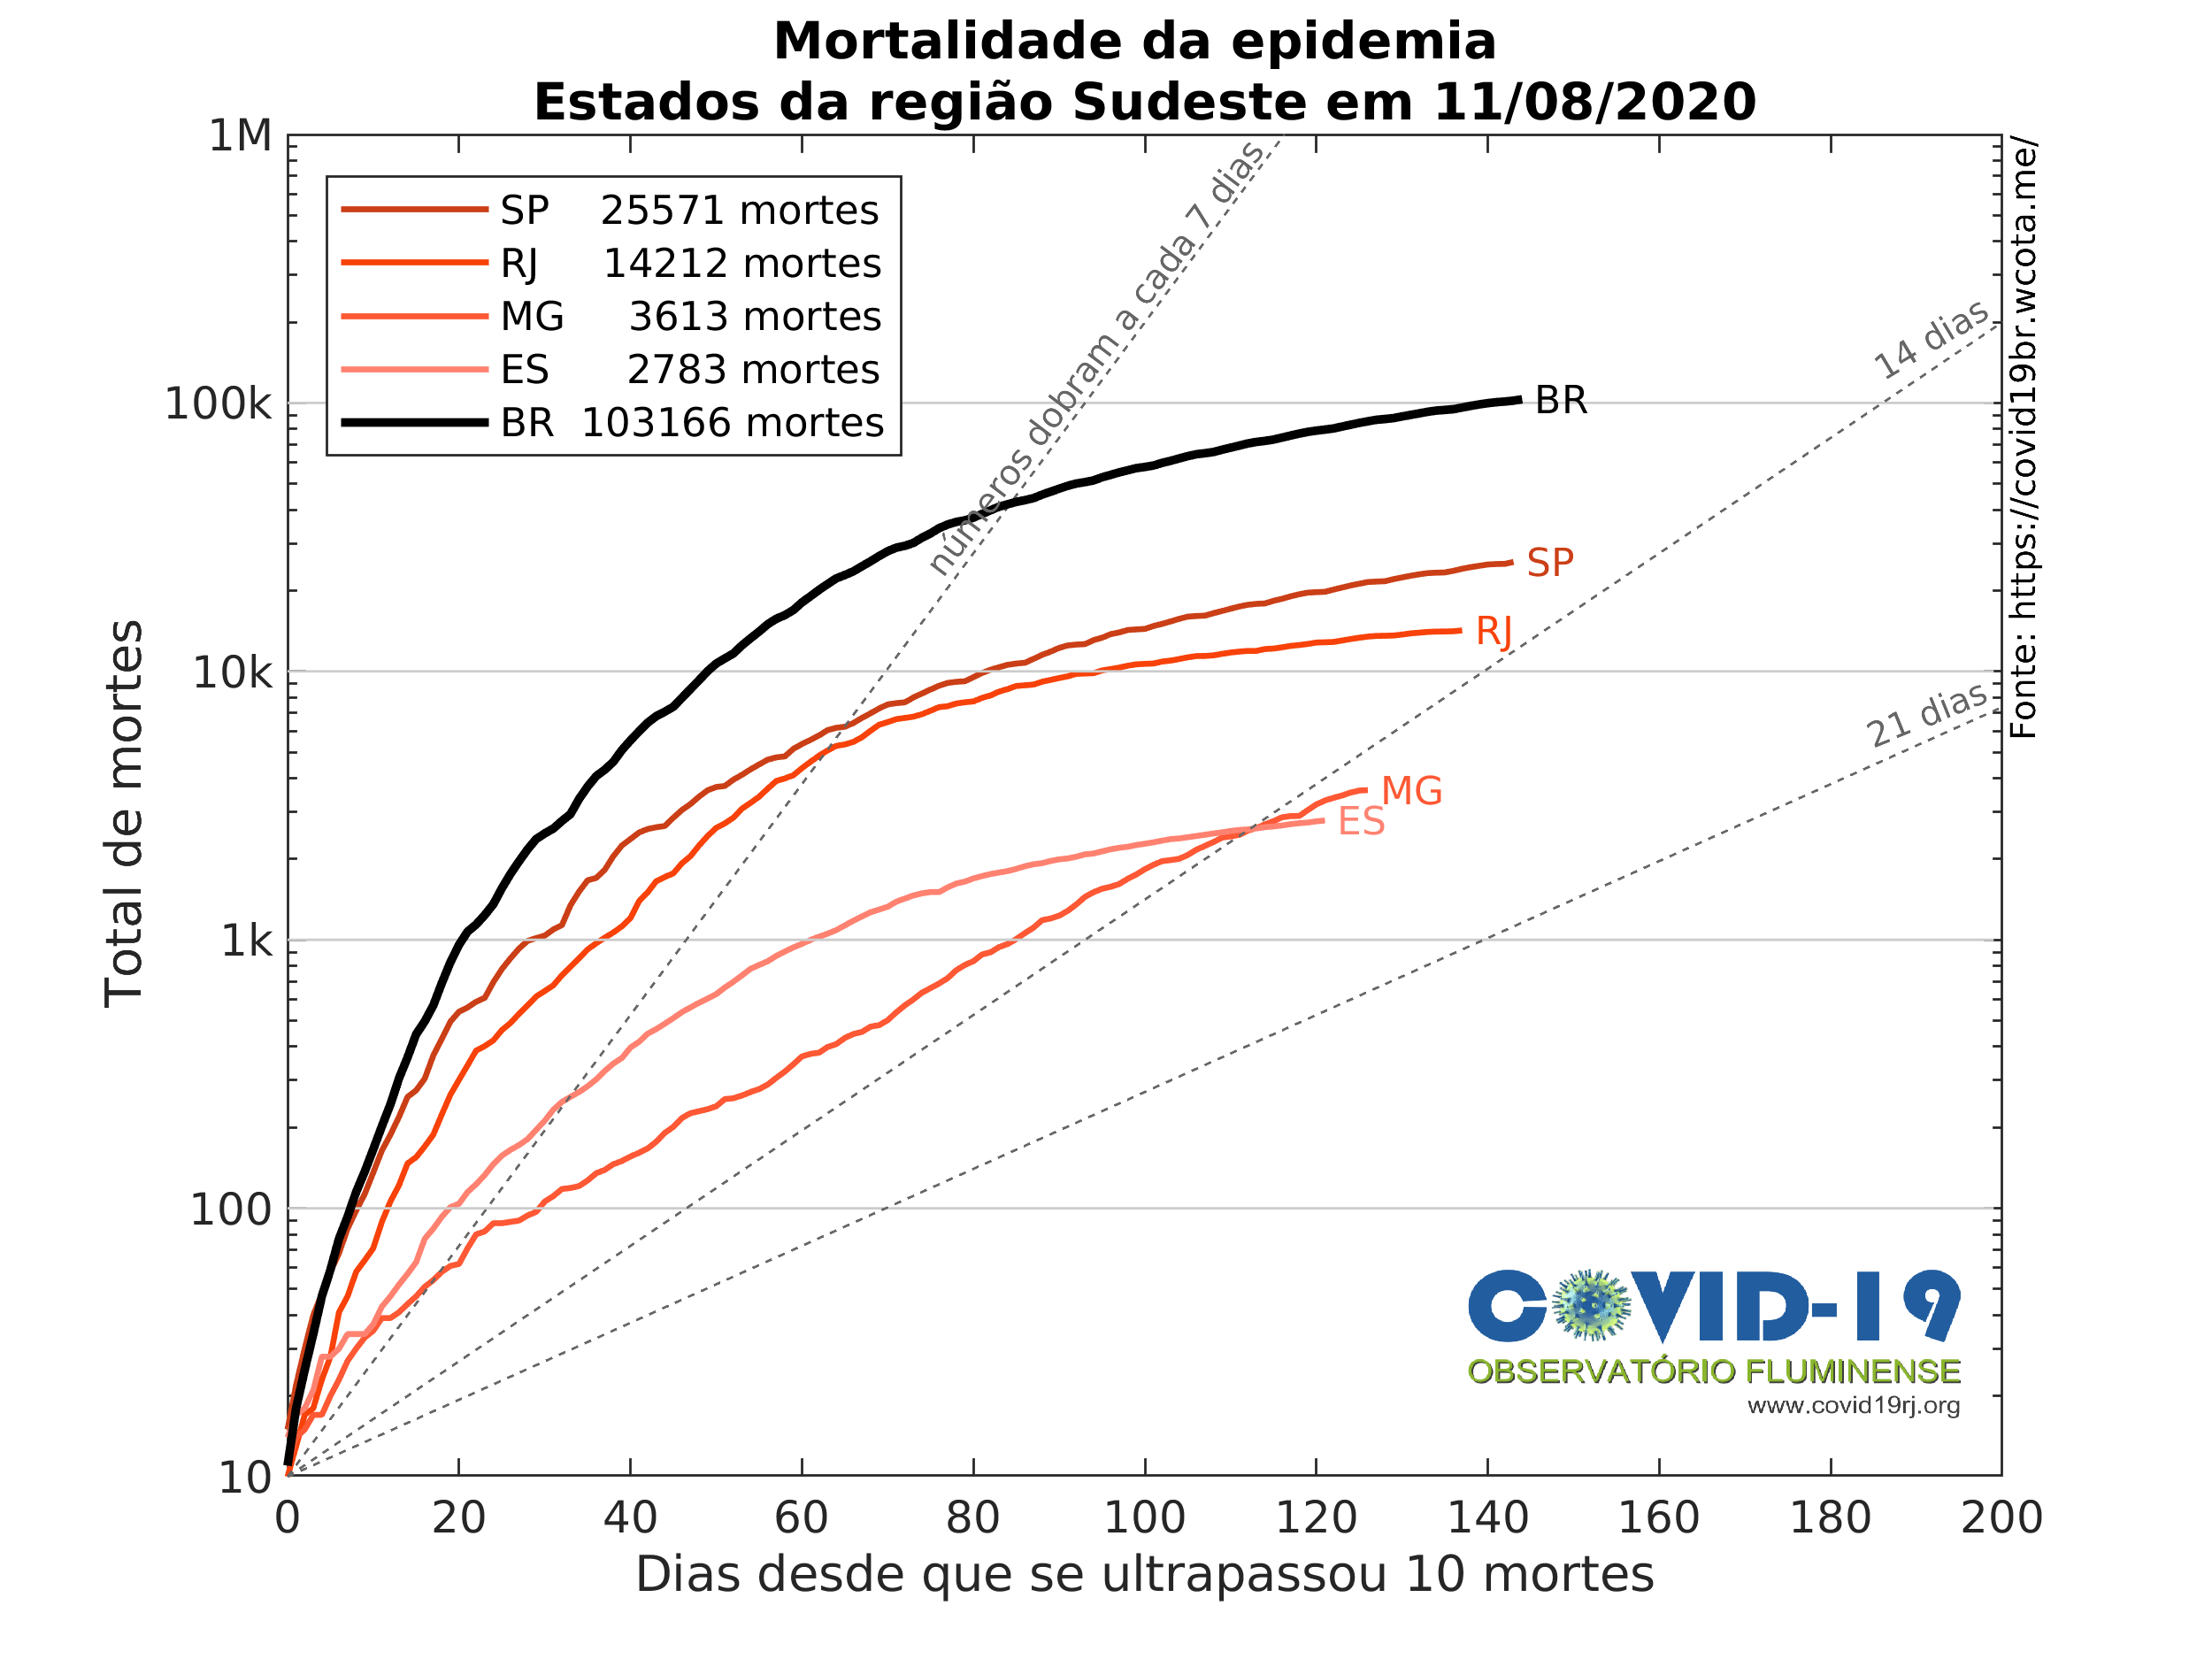 Mortalidade da epidemia
Estados da região Sudeste em 11/08/2020
1M
100k
10k
1k
100
10
Total de mortes
SP 25571 mortes
RJ 14212 mortes
MG 3613 mortes
ES 2783 mortes
BR 103166 mortes
números dobram a cada 7 dias
14 dias
21 dias
BR
SP
RJ
MG
ES
Fonte: https://covid19br.wcota.me/
COVID-19
OBSERVATÓRIO FLUMINENSE
www.covid19rj.org
0 20 40 60 80 100 120 140 160 180 200
Dias desde que se ultrapassou 10 mortes